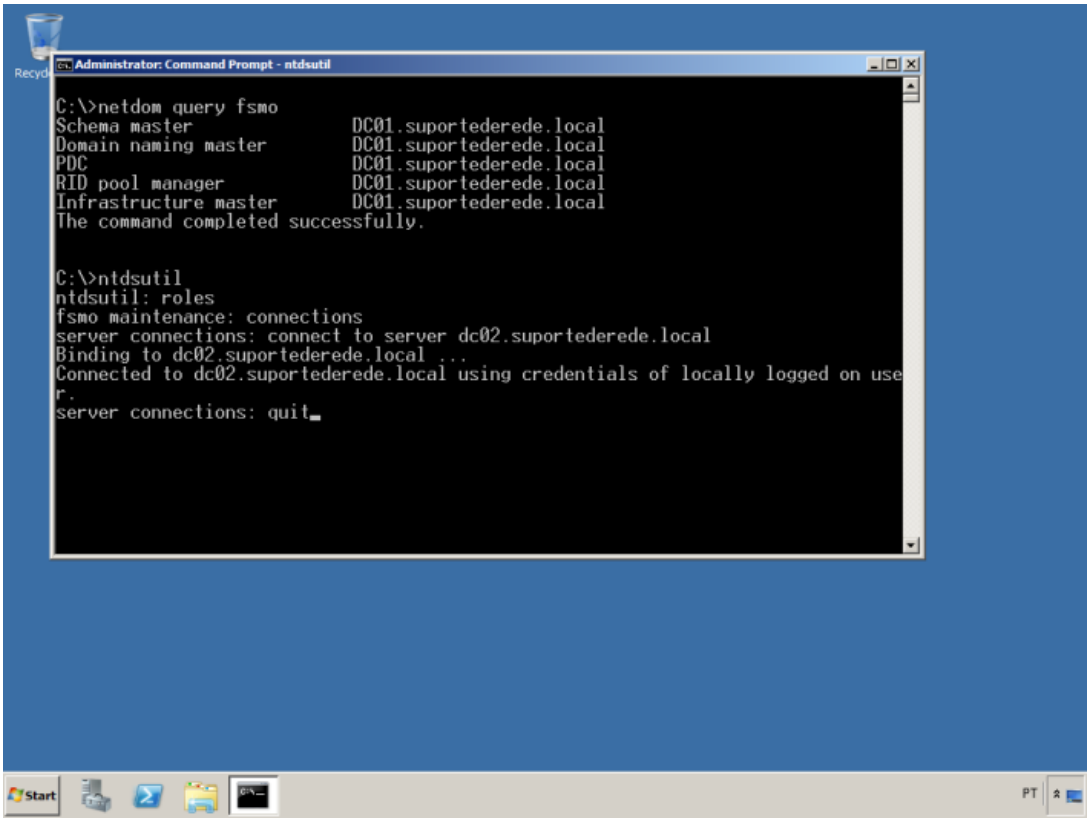 Recyc
Administrator: Command Prompt - ntdsutil
C:\>netdom query fsmo
Schema master DC01.suportederede.local
Domain naming master DC01.suportederede.local
PDC DC01.suportederede.local
RID pool manager DC01.suportederede.local
Infrastructure master DC01.suportederede.local
The command completed successfully.
C:\>ntdsutil
ntdsutil: roles
fsmo maintenance: connections
server connections: connect to server dc02.suportederede.local
Binding to dc02.suportederede.local ...
Connected to dc02.suportederede.local using credentials of locally logged on use
r.
server connections: quit
Start
PT